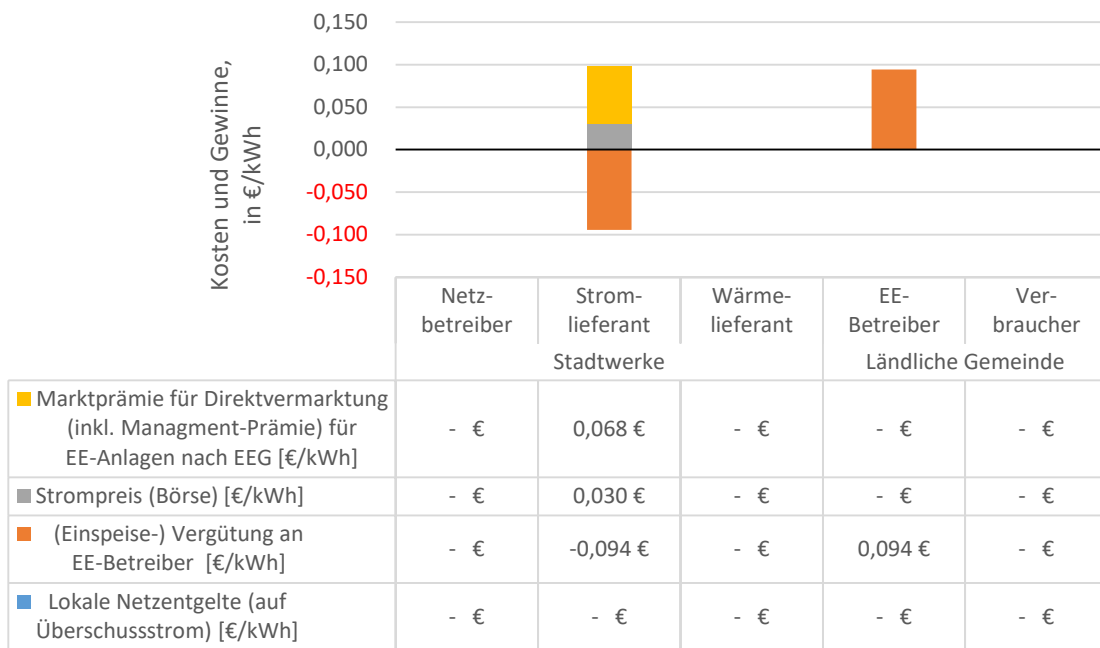 Kosten und Gewinne,
in €/kWh
0,150
0,100
0,050
0,000
-0,050
-0,100
-0,150
Netz-
betreiber
Strom-
lieferant
Wärme-
lieferant
EE-
Betreiber
Ver-
braucher
Stadtwerke
Ländliche Gemeinde
Marktprämie für Direktvermarktung
(inkl. Managment-Prämie) für
EE-Anlagen nach EEG [€/kWh]
- € 0,068 € - € - € - €
Strompreis (Börse) [€/kWh]
- € 0,030 € - € - € - €
(Einspeise-) Vergütung an
EE-Betreiber [€/kWh]
- € -0,094 € - € 0,094 € - €
Lokale Netzentgelte (auf
Überschussstrom) [€/kWh]
- € - € - € - € - €